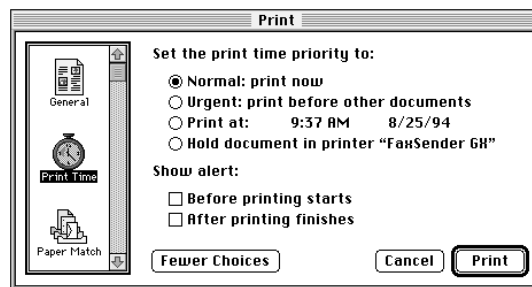 Print
General
Print Time
Paper Match
Set the print time priority to:
Normal: print now
Urgent: print before other documents
Print at: 9:37 AM 8/25/94
Hold document in printer “FaxSender GX”
Show alert:
Before printing starts
After printing finishes
Fewer Choices
Cancel
Print